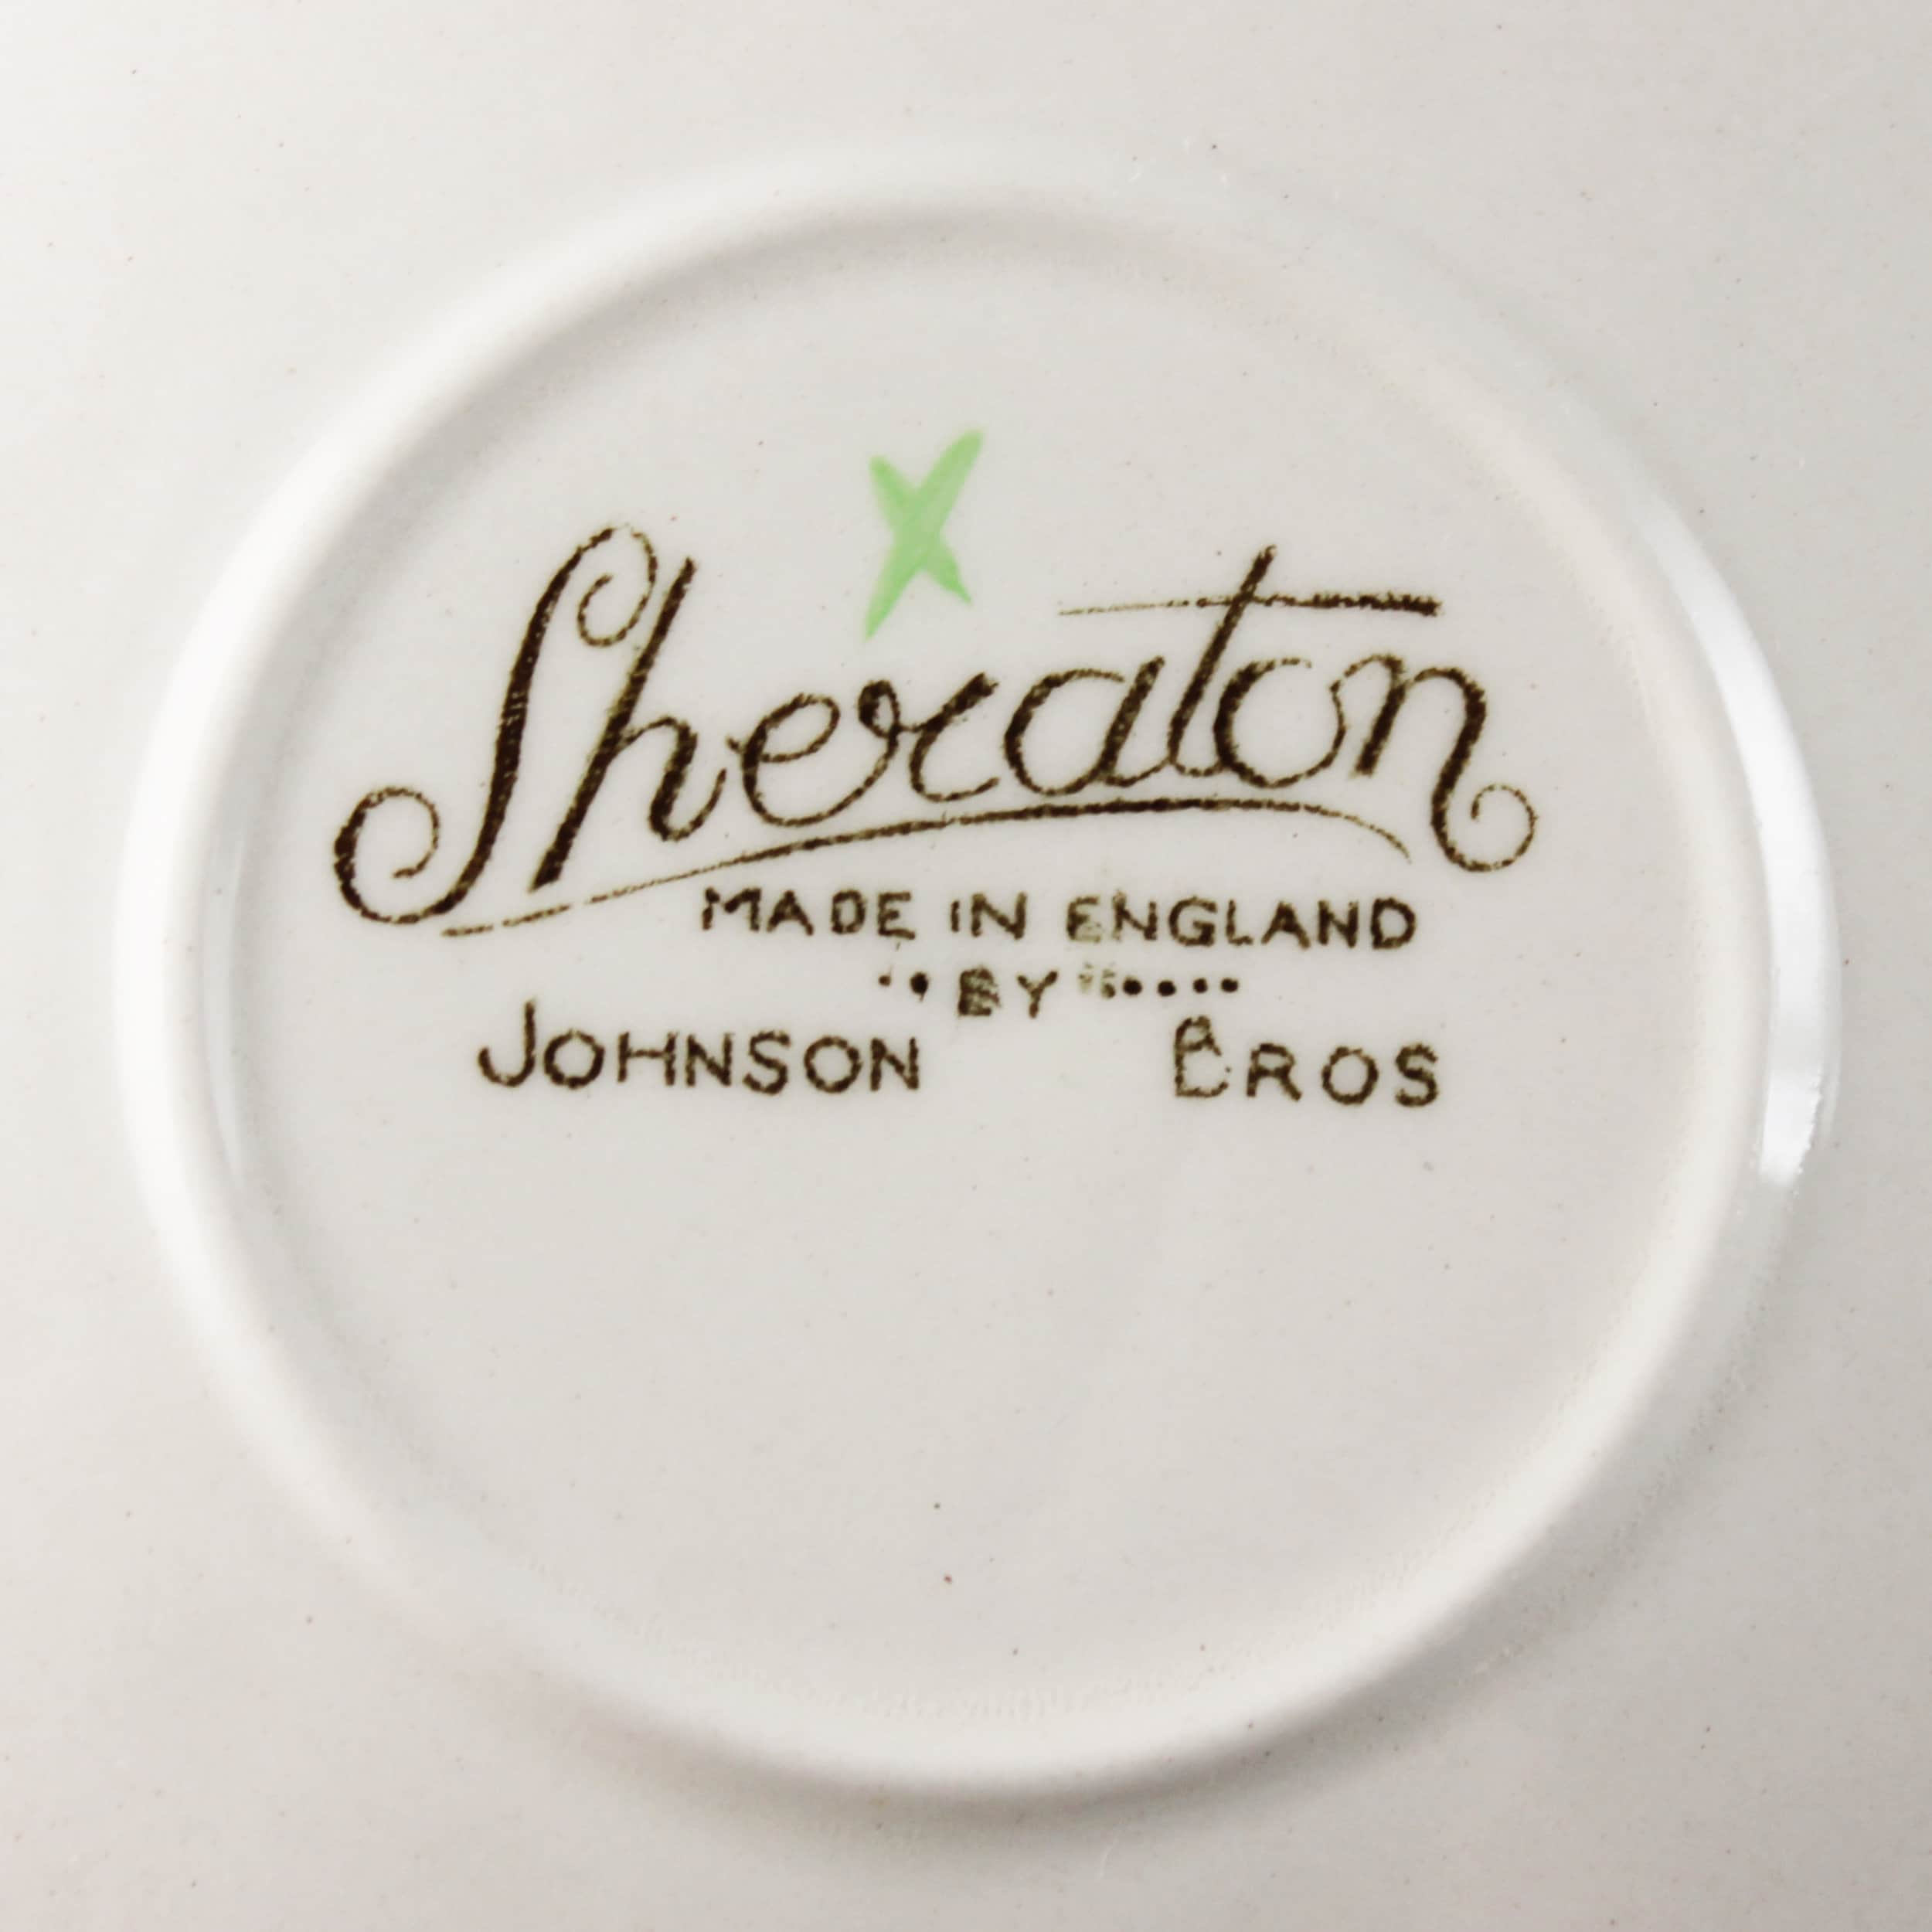 X
Sheraton
MADE IN ENGLAND
BY
JOHNSON BROS